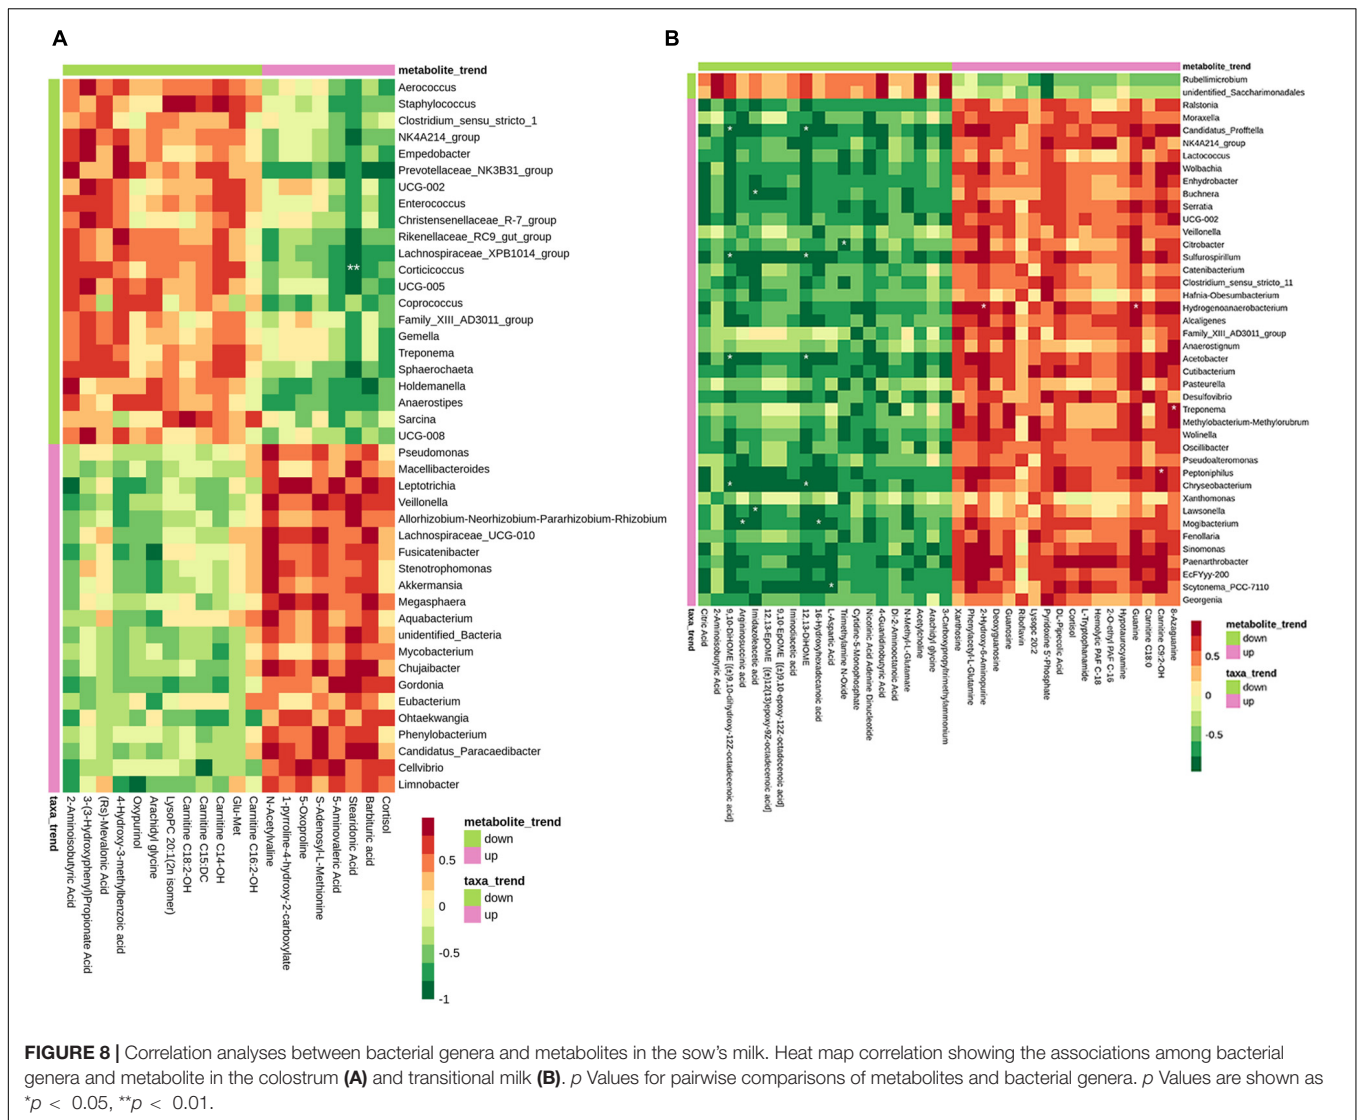 A
metabolite_trend
Aerococcus
Staphylococcus
Clostridium_sensu_stricto_1
NK4A214_group
Empedobacter
Prevotellaceae_NK3B31_group
UCG-002
Enterococcus
Christensenellaceae_R-7_group
Rikenellaceae_RC9_gut_group
Lachnospiraceae_XPB1014_group
Corticicoccus
**
UCG-005
Coprococcus
Family_XIII_AD3011_group
Gemella
Treponema
Sphaerochaeta
Holdemanella
Anaerostipes
Sarcina
UCG-008
Pseudomonas
Macellibacteroides
Leptotrichia
Veillonella
Allorhizobium-Neorhizobium-Pararhizobium-Rhizobium
Lachnospiraceae_UCG-010
Fusicatenibacter
Stenotrophomonas
Akkermansia
Megasphaera
Aquabacterium
unidentified_Bacteria
Mycobacterium
Chujaibacter
Gordonia
Eubacterium
Ohtaekwangia
Phenylobacterium
Candidatus_Paracaedibacter
Cellvibrio
Limnobacter
taxa_trend
2-Aminoisobutyric Acid
3-(3-Hydroxyphenyl)Propionate Acid
(Rs)-Mevalonic Acid
4-Hydroxy-3-methylbenzoic acid
Oxypurinol
Arachidyl glycine
LysoPC 20:1(2n isomer)
Carnitine C18:2-OH
Carnitine C15:DC
Carnitine C14-OH
Glu-Met
Carnitine C16:2-OH
N-Acetylvaline
1-pyrroline-4-hydroxy-2-carboxylate
5-Oxoproline
S-Adenosyl-L-Methionine
5-Aminovaleric Acid
Stearidonic Acid
Barbituric acid
Cortisol
0.5
0
-0.5
-1
metabolite_trend
down
up
taxa_trend
down
up
B
metabolite_trend
Rubellimicrobium
unidentified_Saccharimonadales
Ralstonia
Moraxella
Candidatus_Profftella
NK4A214_group
Lactococcus
Wolbachia
Enhydrobacter
Buchnera
Serratia
UCG-002
Veillonella
Citrobacter
Sulfurospirillum
Catenibacterium
Clostridium_sensu_stricto_11
Hafnia-Obesumbacterium
Hydrogenoanaerobacterium
Alcaligenes
Family_XIII_AD3011_group
Anaerostignum
Acetobacter
Cutibacterium
Pasteurella
Desulfovibrio
Treponema
Methylobacterium-Methylorubrum
Wolinella
Oscillibacter
Pseudoalteromonas
Peptoniphilus
Chryseobacterium
Xanthomonas
Lawsonella
Mogibacterium
Fenollaria
Sinomonas
Paenarthrobacter
EcFYyy-200
Scytonema_PCC-7110
Georgenia
taxa_trend
Citric Acid
2-Aminoisobutyric Acid
9,10-DiHOME [(±)9,10-dihydroxy-12Z-octadecenoic acid]
Argininosuccinic acid
Imidazoleacetic acid
12,13-EpOME [(±)12(13)epoxy-9Z-octadecenoic acid]
9,10-EpOME [(±)9,10-epoxy-12Z-octadecenoic acid]
Iminodiacetic acid
12,13-DiHOME
16-Hydroxyhexadecanoic acid
L-Aspartic Acid
Trimethylamine N-Oxide
Cytidine-5-Monophosphate
Nicotinic Acid Adenine Dinucleotide
4-Guanidinobutyric Acid
Dl-2-Aminooctanoic Acid
N-Methyl-L-Glutamate
Acetylcholine
Arachidyl glycine
3-Carboxypropyltrimethylammonium
Xanthosine
Phenylacetyl-L-Glutamine
2-Hydroxy-6-Aminopurine
Deoxyguanosine
Guanosine
Riboflavin
Lysopc 20:2
Pyridoxine 5'-Phosphate
DL-Pipecolic Acid
Cortisol
L-Tryptophanamide
Hemolytic PAF C-18
2-O-ethyl PAF C-16
Hypotaurocyamine
Guanine
Carnitine C18:0
Carnitine C9:2-OH
8-Azaguanine
0.5
0
-0.5
metabolite_trend
down
up
taxa_trend
down
up
FIGURE 8 | Correlation analyses between bacterial genera and metabolites in the sow's milk. Heat map correlation showing the associations among bacterial
genera and metabolite in the colostrum (A) and transitional milk (B). p Values for pairwise comparisons of metabolites and bacterial genera. p Values are shown as
*p < 0.05, **p < 0.01.